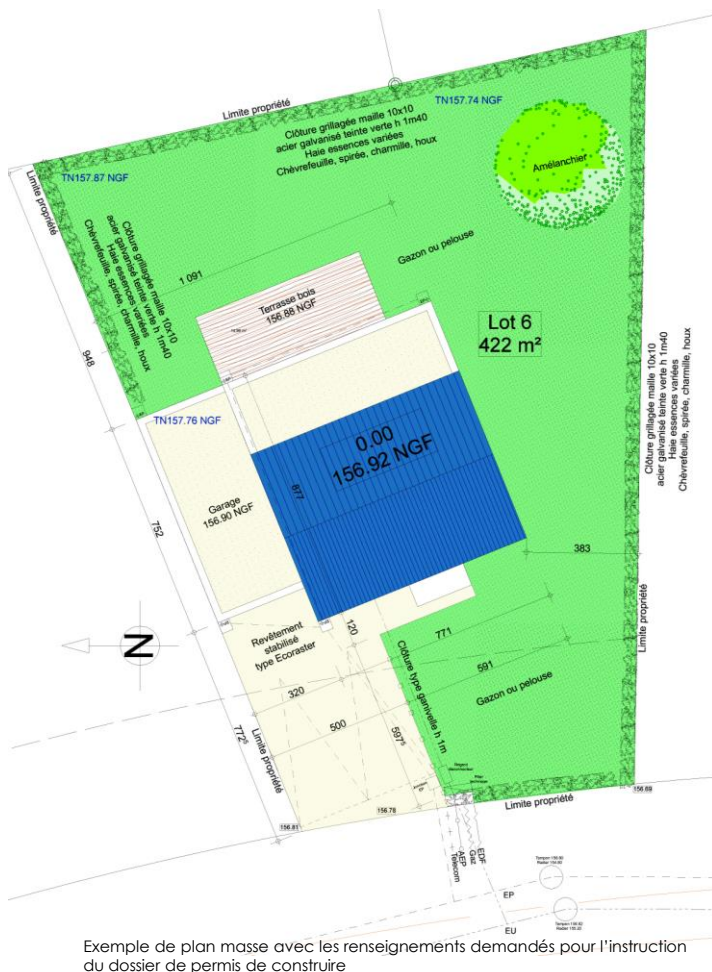 Limite propriété
TN157.74 NGF
Clôture grillagée maille 10x10
acier galvanisé teinte verte h 1m40
Haie essences variées
Chèvrefeuille, spirée, charmille, houx
Amélanchier
TN157.87 NGF
Limite propriété
Clôture grillagée maille 10x10
acier galvanisé teinte verte h 1m40
Haie essences variées
Chèvrefeuille, spirée, charmille, houx
1 091
Gazon ou pelouse
Terrasse bois
156.88 NGF
Lot 6
422 m²
948
TN157.76 NGF
Clôture grillagée maille 10x10
acier galvanisé teinte verte h 1m40
Haie essences variées
Chèvrefeuille, spirée, charmille, houx
0.00
156.92 NGF
877
Garage
156.90 NGF
752
383
N
Revêtement
stabilisé
type Ecoraster
120
771
591
Clôture type ganivelle h 1m
Gazon ou pelouse
320
500
597⁵
772⁵
Limite propriété
Limite propriété
156.81
156.78
Limite propriété
156.69
Telecom
AEP
Gaz
EDF
EP
EU
Exemple de plan masse avec les renseignements demandés pour l'instruction
du dossier de permis de construire